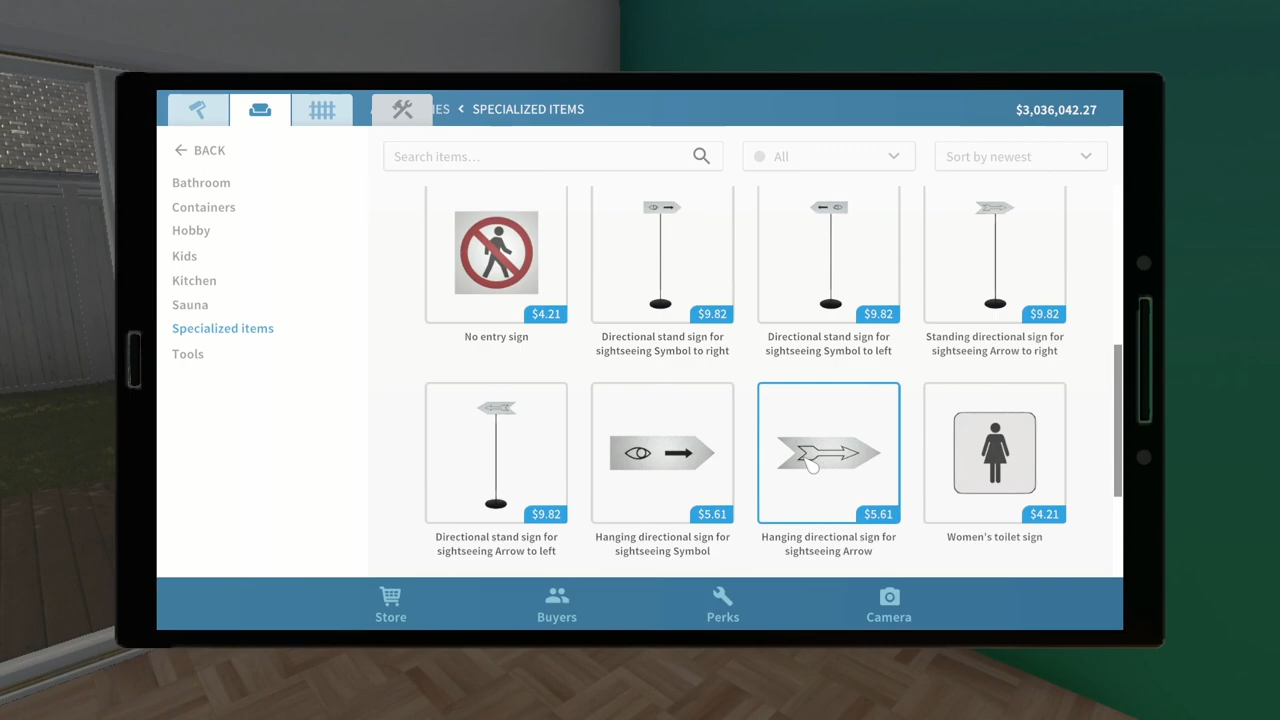 IES < SPECIALIZED ITEMS
$3,036,042.27
BACK
Search items...
All
Sort by newest
Bathroom
Containers
Hobby
Kids
Kitchen
Sauna
Specialized items
Tools
$4.21
$9.82
$9.82
$9.82
No entry sign
Directional stand sign for
sightseeing Symbol to right
Directional stand sign for
sightseeing Symbol to left
Standing directional sign for
sightseeing Arrow to right
$9.82
$5.61
$5.61
$4.21
Directional stand sign for
sightseeing Arrow to left
Hanging directional sign for
sightseeing Symbol
Hanging directional sign for
sightseeing Arrow
Women's toilet sign
Store
Buyers
Perks
Camera